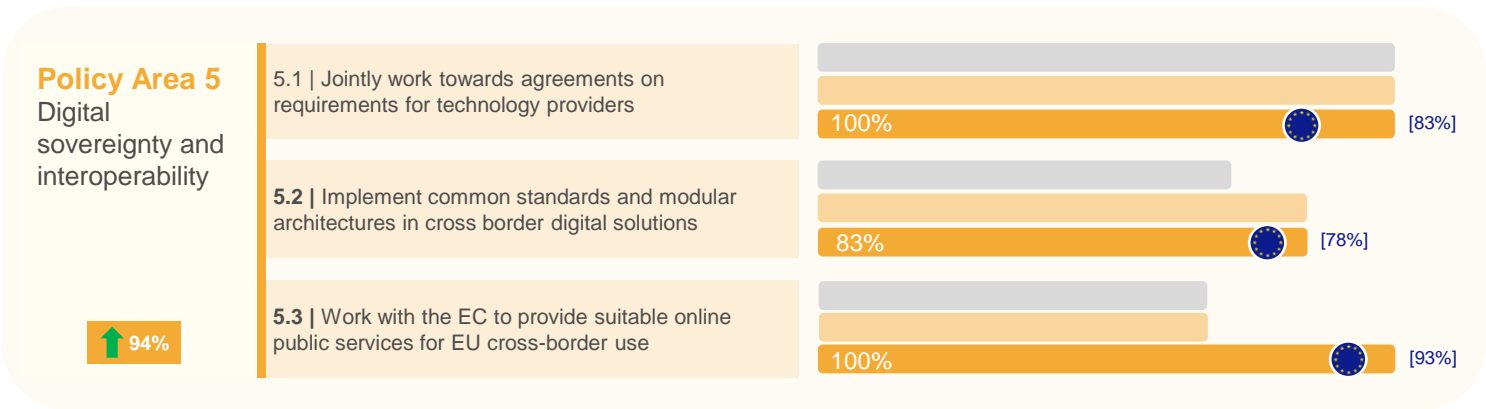 Policy Area 5
Digital
sovereignty and
interoperability
94%
5.1 | Jointly work towards agreements on
requirements for technology providers
100%
[83%]
5.2 | Implement common standards and modular
architectures in cross border digital solutions
83%
[78%]
5.3 | Work with the EC to provide suitable online
public services for EU cross-border use
100%
[93%]